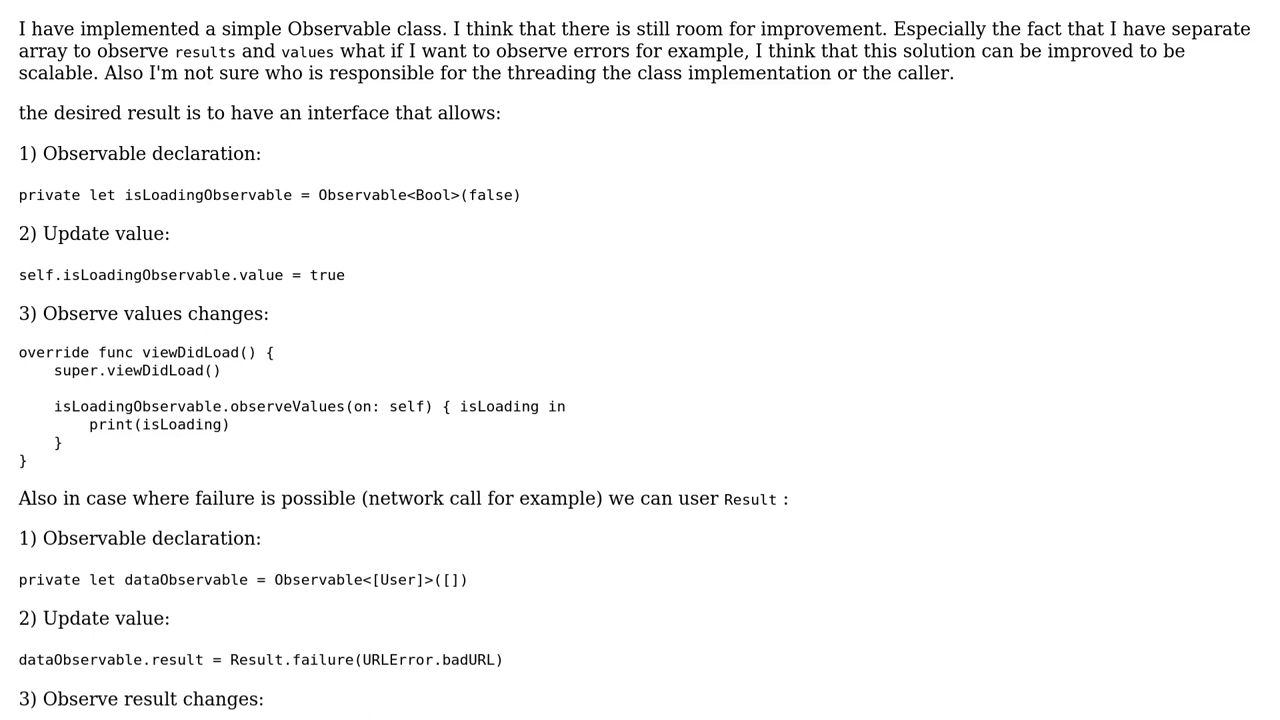 I have implemented a simple Observable class. I think that there is still room for improvement. Especially the fact that I have separate
array to observe results and values what if I want to observe errors for example, I think that this solution can be improved to be
scalable. Also I'm not sure who is responsible for the threading the class implementation or the caller.
the desired result is to have an interface that allows:
1) Observable declaration:
private let isLoadingObservable = Observable<Bool>(false)
2) Update value:
self.isLoadingObservable.value = true
3) Observe values changes:
override func viewDidLoad() {
    super.viewDidLoad()
    isLoadingObservable.observeValues(on: self) { isLoading in
        print(isLoading)
    }
}
Also in case where failure is possible (network call for example) we can user Result :
1) Observable declaration:
private let dataObservable = Observable<[User]>([])
2) Update value:
dataObservable.result = Result.failure(URLError.badURL)
3) Observe result changes: